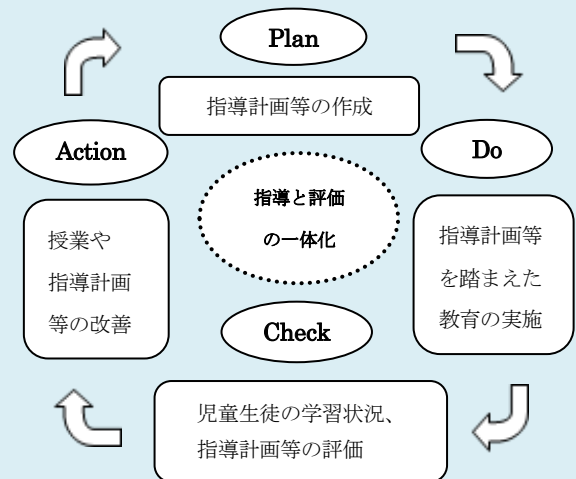 Plan
指導計画等の作成
Action
Do
指導と評価
の一体化
授業や
指導計画
等の改善
指導計画等
を踏まえた
教育の実施
Check
児童生徒の学習状況、
指導計画等の評価